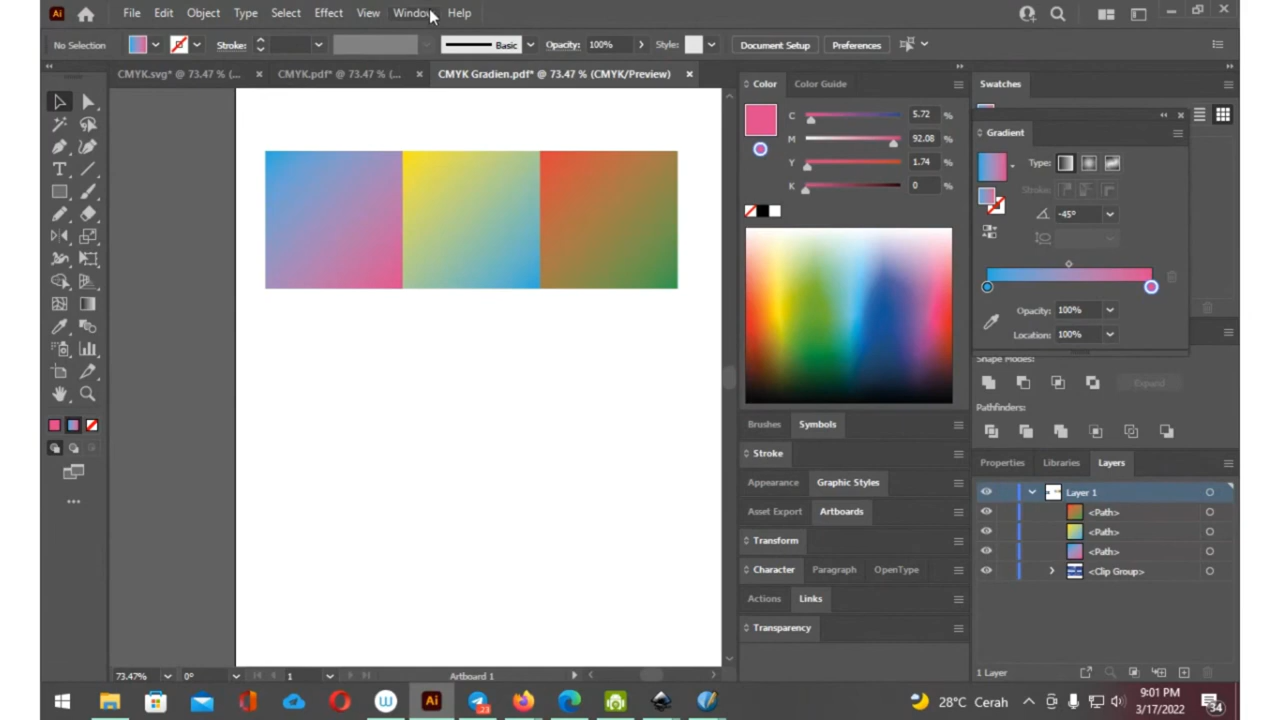 Ai File Edit Object Type Select Effect View Window Help
No Selection Stroke: Basic Opacity: 100% Style: Document Setup Preferences
CMYK.svg* @ 73.47 % (... × CMYK.pdf* @ 73.47 % (... × CMYK Gradien.pdf* @ 73.47 % (CMYK/Preview) ×
Color Color Guide
C 5.72 %
M 92.08 %
Y 1.74 %
K 0 %
Swatches
Gradient
Type:
Stroke:
-45°
Opacity: 100%
Location: 100%
Shape Modes:
Expand
Pathfinders:
Brushes Symbols
Stroke
Appearance Graphic Styles
Asset Export Artboards
Transform
Character Paragraph OpenType
Actions Links
Transparency
Properties Libraries Layers
Layer 1
<Path>
<Path>
<Path>
<Clip Group>
1 Layer
73.47% 0° 1 Artboard 1
W Ai 23 28°C Cerah 9:01 PM
3/17/2022 34